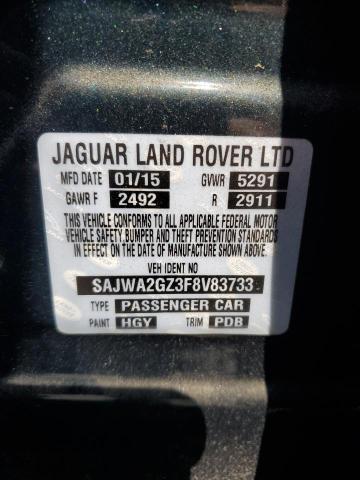 JAGUAR LAND ROVER LTD
MFD DATE 01/15 GVWR 5291
GAWR F 2492 R 2911
THIS VEHICLE CONFORMS TO ALL APPLICABLE FEDERAL MOTOR
VEHICLE SAFETY,BUMPER AND THEFT PREVENTION STANDARDS
IN EFFECT ON THE DATE OF MANUFACTURE SHOWN ABOVE.
VEH IDENT NO
SAJWA2GZ3F8V83733
TYPE PASSENGER CAR
PAINT HGY TRIM PDB